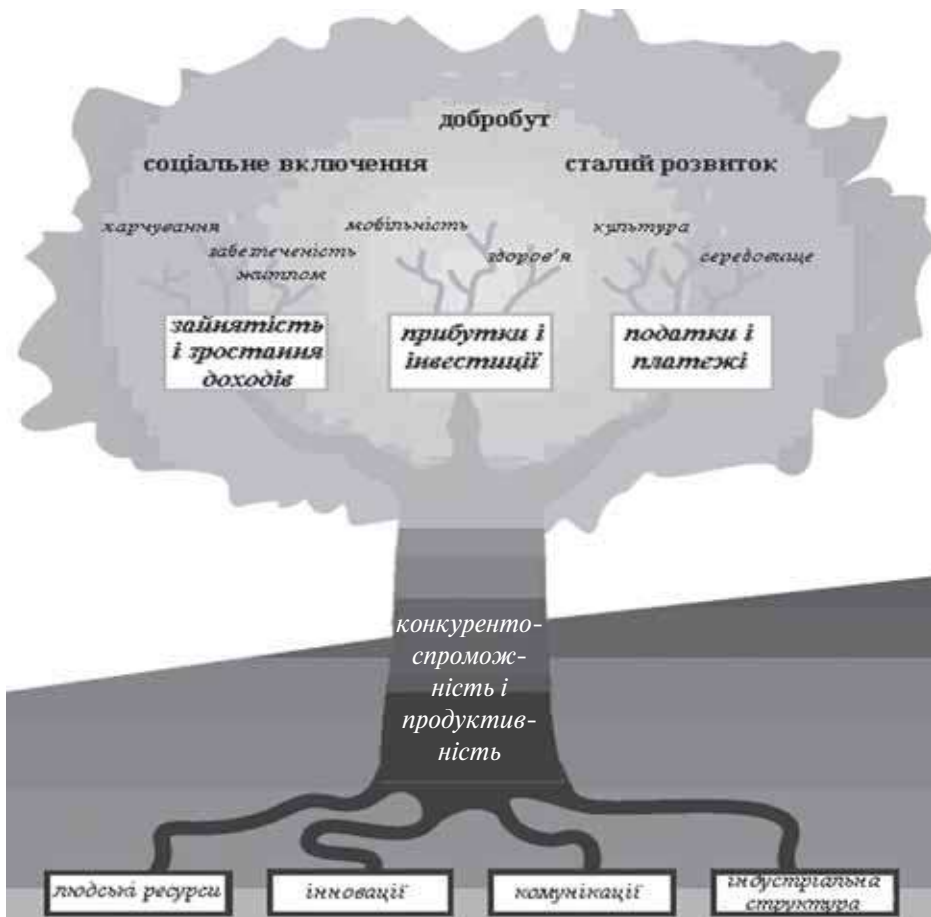 добробут
соціальне включення
сталий розвиток
харчування
мобільність
культура
забетеченість
житлом
здоров'я
середовище
зайнятість
і зростання
доходів
прибутки і
інвестиції
податки і
платежі
конкуренто-
спромож-
ність і
продуктив-
ність
людські ресурси
інновації
комунікації
індустріальна
структура